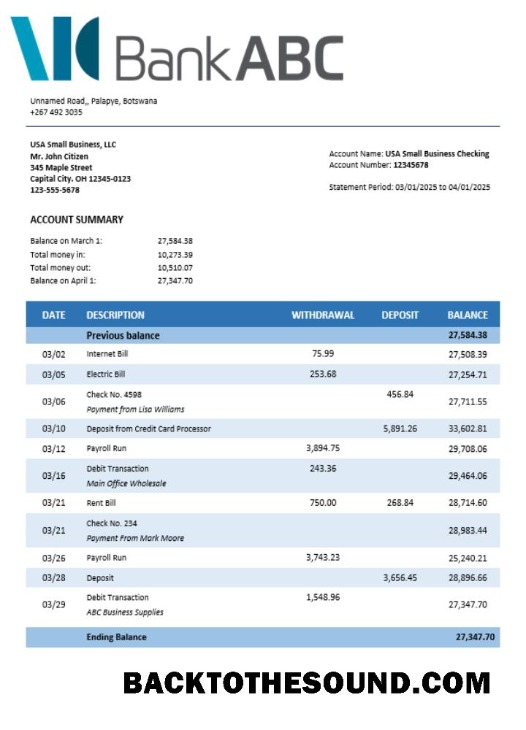 BankABC
Unnamed Road,, Palapye, Botswana
+267 492 3035
USA Small Business, LLC
Mr. John Citizen
345 Maple Street
Capital City. OH 12345-0123
123-555-5678
Account Name: USA Small Business Checking
Account Number: 12345678
Statement Period: 03/01/2025 to 04/01/2025
ACCOUNT SUMMARY
Balance on March 1: 27,584.38
Total money in: 10,273.39
Total money out: 10,510.07
Balance on April 1: 27,347.70
DATE DESCRIPTION WITHDRAWAL DEPOSIT BALANCE
Previous balance 27,584.38
03/02 Internet Bill 75.99 27,508.39
03/05 Electric Bill 253.68 27,254.71
03/06 Check No. 4598 456.84 27,711.55
Payment from Lisa Williams
03/10 Deposit from Credit Card Processor 5,891.26 33,602.81
03/12 Payroll Run 3,894.75 29,708.06
03/16 Debit Transaction 243.36 29,464.06
Main Office Wholesale
03/21 Rent Bill 750.00 268.84 28,714.60
03/21 Check No. 234 28,983.44
Payment From Mark Moore
03/26 Payroll Run 3,743.23 25,240.21
03/28 Deposit 3,656.45 28,896.66
03/29 Debit Transaction 1,548.96 27,347.70
ABC Business Supplies
Ending Balance 27,347.70
BACKTOTHESOUND.COM